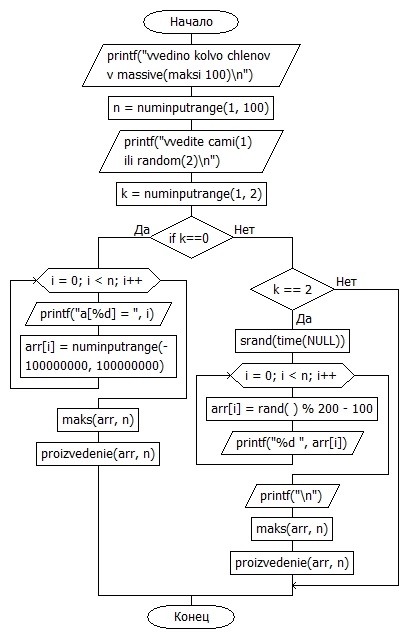 Начало
printf("vvedino kolvo chlenov
v massive(maksi 100)\n")
n = numinputrange(1, 100)
printf("vvedite cami(1)
ili random(2)\n")
k = numinputrange(1, 2)
if k==0
Да
Нет
i = 0; i < n; i++
printf("a[%d] = ", i)
arr[i] = numinputrange(-
100000000, 100000000)
maks(arr, n)
proizvedenie(arr, n)
k == 2
Нет
Да
srand(time(NULL))
i = 0; i < n; i++
arr[i] = rand( ) % 200 - 100
printf("%d ", arr[i])
printf("\n")
maks(arr, n)
proizvedenie(arr, n)
Конец